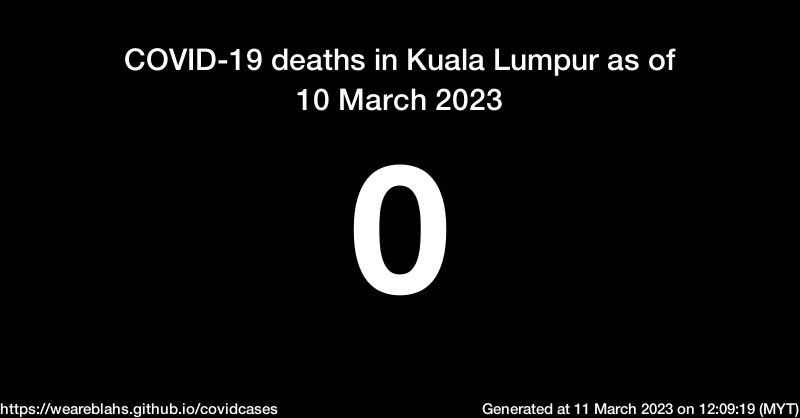 COVID-19 deaths in Kuala Lumpur as of
10 March 2023
0
https://weareblahs.github.io/covidcases
Generated at 11 March 2023 on 12:09:19 (MYT)